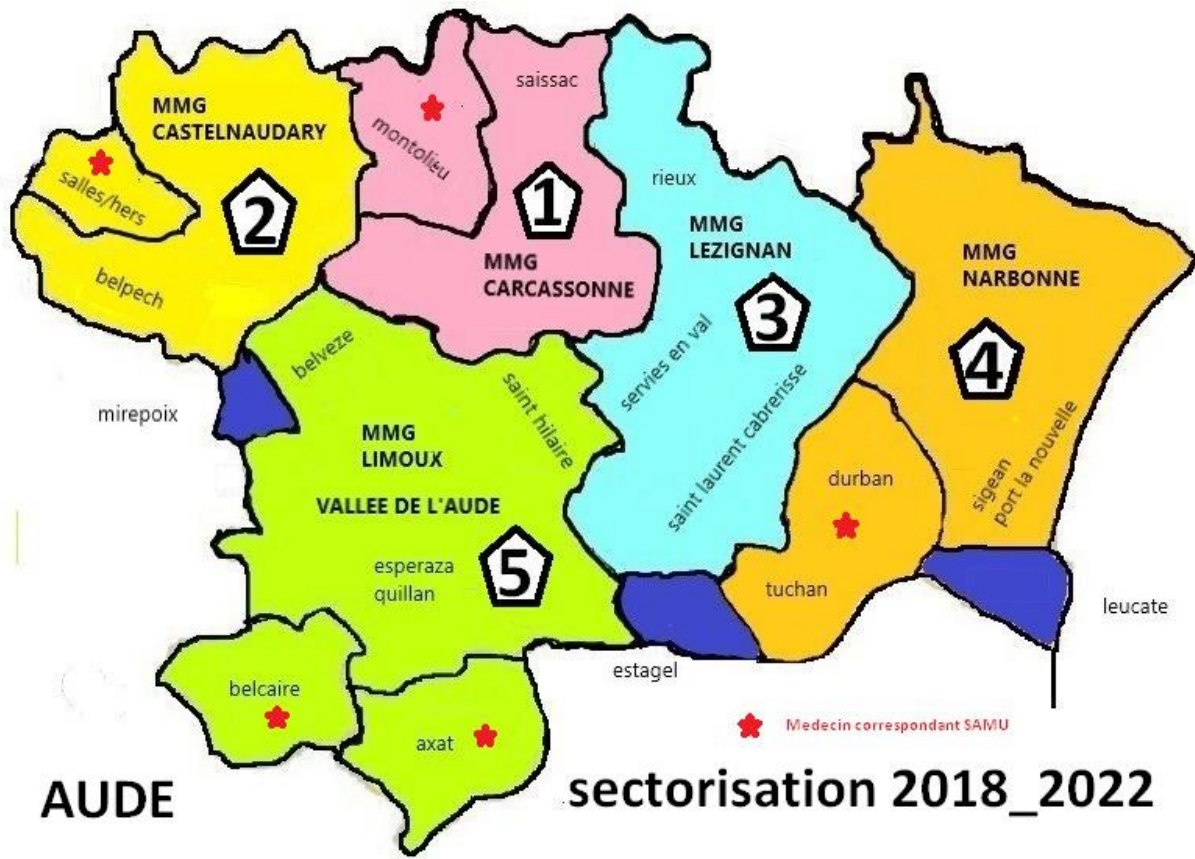 saissac
MMG
CASTELNAUDARY
montolieu
salles/hers
rieux
2
1
MMG
LEZIGNAN
MMG
NARBONNE
MMG
CARCASSONNE
belpech
3
belveze
servies en val
4
saint hilaire
saint laurent cabrerisse
mirepoix
MMG
LIMOUX
sigean
port la nouvelle
durban
VALLEE DE L'AUDE
esperaza
quillan
5
tuchan
leucate
estagel
belcaire
axat
Medecin correspondant SAMU
AUDE
sectorisation 2018_2022